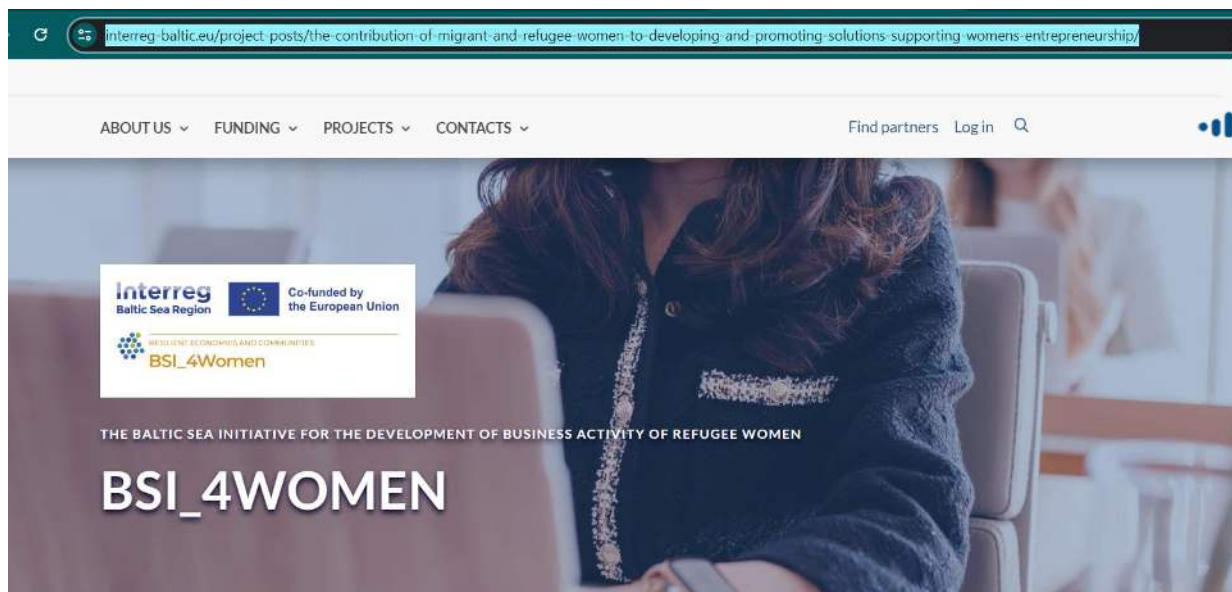 interreg-baltic.eu/project-posts/the-contribution-of-migrant-and-refugee-women-to-developing-and-promoting-solutions-supporting-womens-entrepreneurship/
ABOUT US FUNDING PROJECTS CONTACTS Find partners Log in
Interreg
Baltic Sea Region
Co-funded by
the European Union
RESILIENT ECONOMIES AND COMMUNITIES
BSI_4Women
THE BALTIC SEA INITIATIVE FOR THE DEVELOPMENT OF BUSINESS ACTIVITY OF REFUGEE WOMEN
BSI_4WOMEN